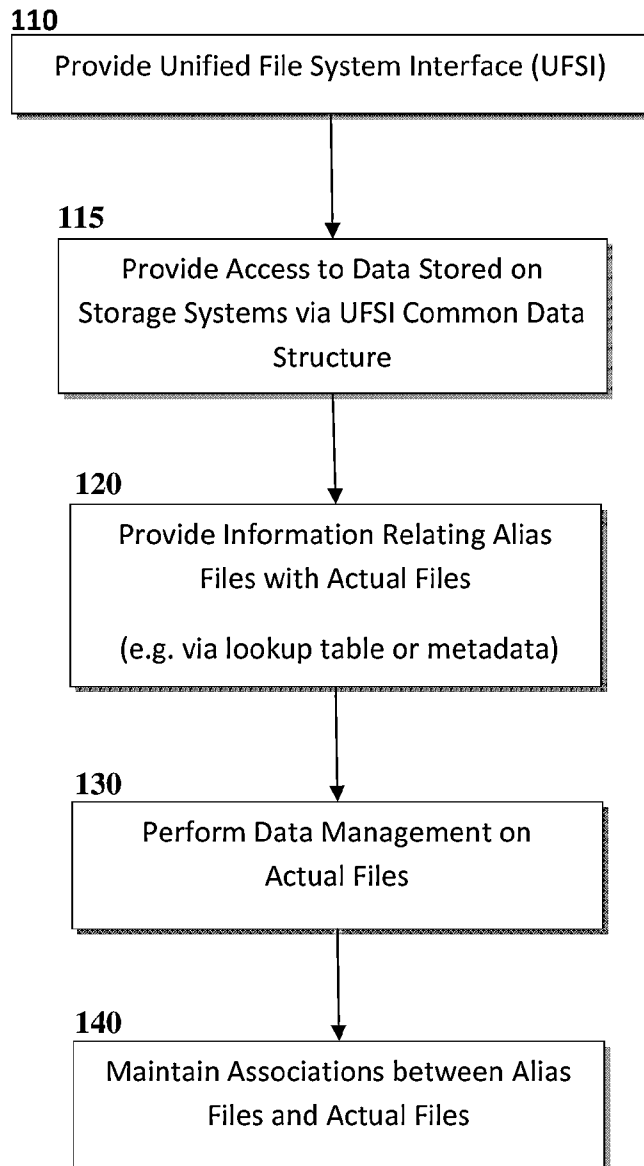 110
Provide Unified File System Interface (UFSI)
115
Provide Access to Data Stored on
Storage Systems via UFSI Common Data
Structure
120
Provide Information Relating Alias
Files with Actual Files
(e.g. via lookup table or metadata)
130
Perform Data Management on
Actual Files
140
Maintain Associations between Alias
Files and Actual Files